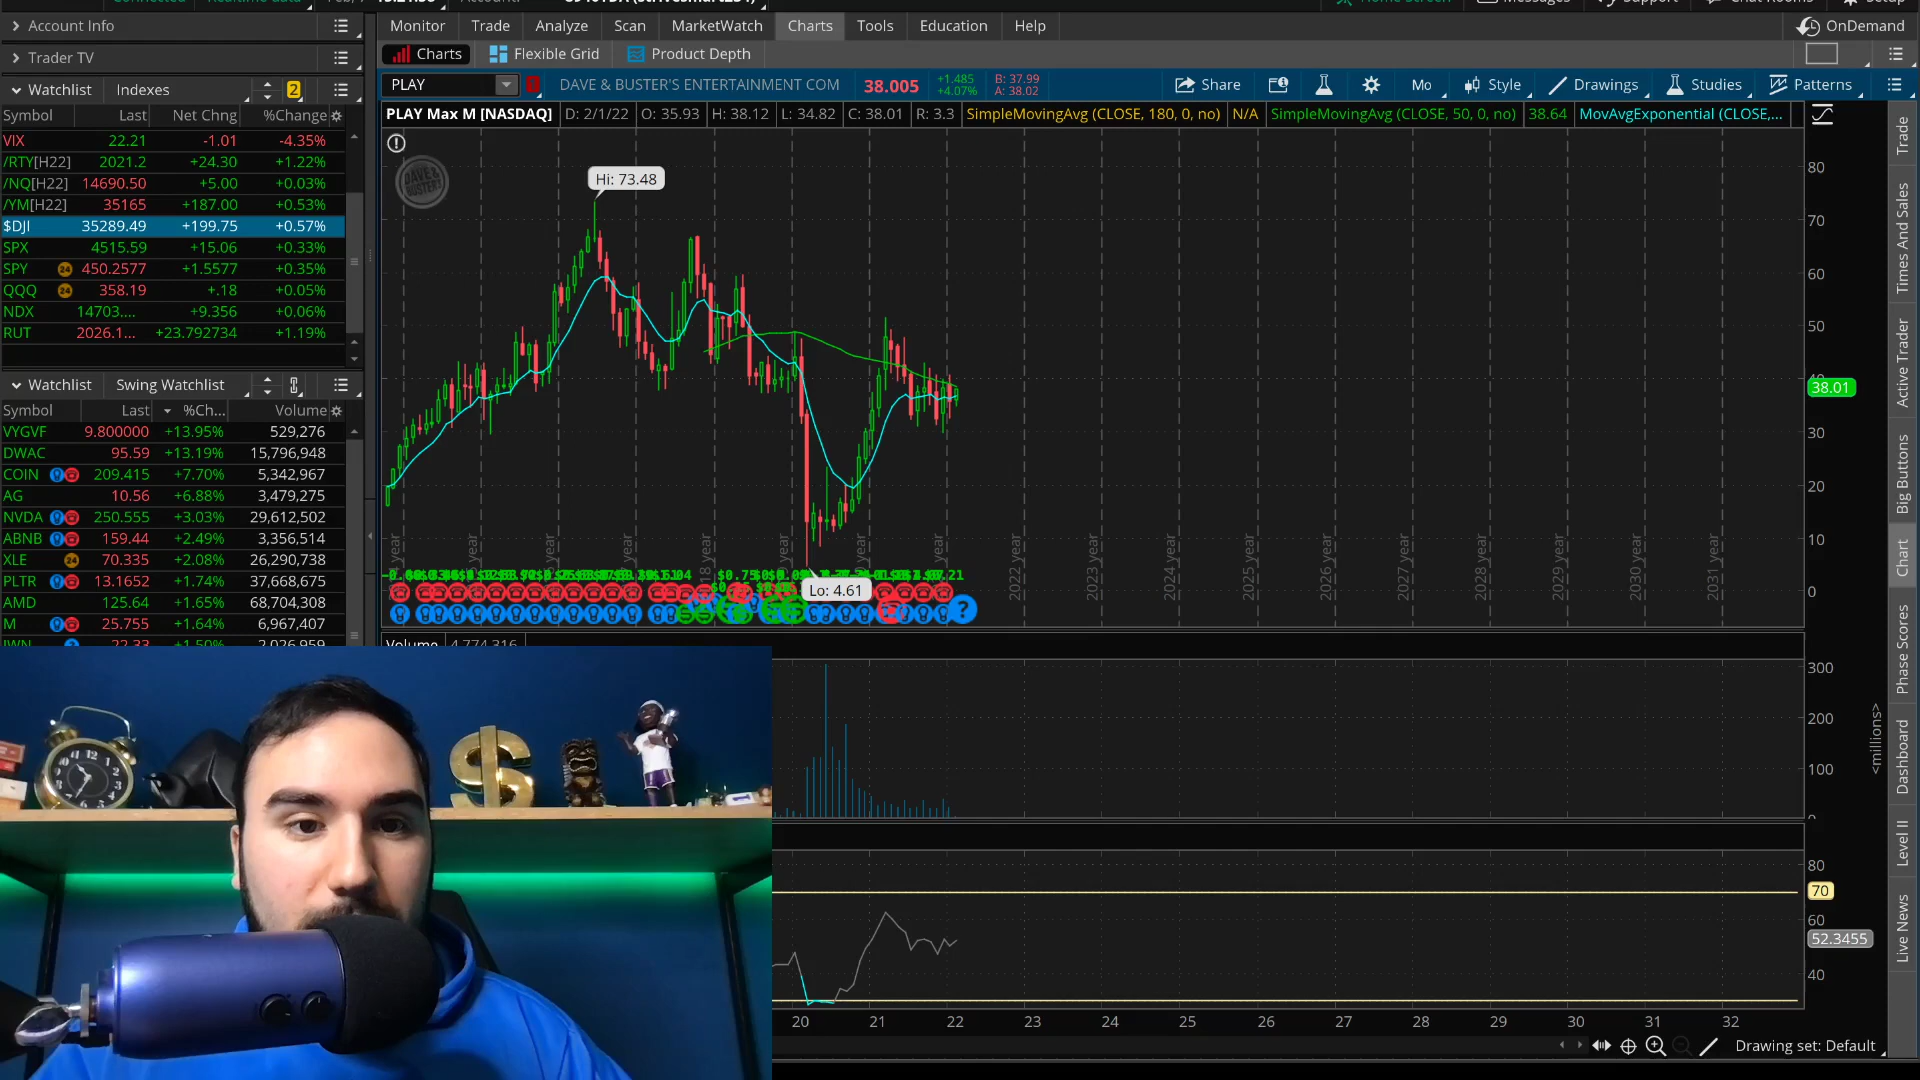 Account Info
Trader TV
Watchlist Indexes 2
Symbol Last Net Chng %Change
VIX 22.21 -1.01 -4.35%
/RTY[H22] 2021.2 +24.30 +1.22%
/NQ[H22] 14690.50 +5.00 +0.03%
/YM[H22] 35165 +187.00 +0.53%
$DJI 35289.49 +199.75 +0.57%
SPX 4515.59 +15.06 +0.33%
SPY 24 450.2577 +1.5577 +0.35%
QQQ 24 358.19 +.18 +0.05%
NDX 14703.... +9.356 +0.06%
RUT 2026.1... +23.792734 +1.19%
Watchlist Swing Watchlist
Symbol Last %Ch... Volume
VYGVF 9.800000 +13.95% 529,276
DWAC 95.59 +13.19% 15,796,948
COIN 209.415 +7.70% 5,342,967
AG 10.56 +6.88% 3,479,275
NVDA 250.555 +3.03% 29,612,502
ABNB 159.44 +2.49% 3,356,514
XLE 24 70.335 +2.08% 26,290,738
PLTR 13.1652 +1.74% 37,668,675
AMD 125.64 +1.65% 68,704,308
M 25.755 +1.64% 6,967,407
Monitor Trade Analyze Scan MarketWatch Charts Tools Education Help
OnDemand
Charts Flexible Grid Product Depth
PLAY DAVE & BUSTER'S ENTERTAINMENT COM 38.005 +1.485 +4.07% B: 37.99 A: 38.02
Share Mo Style Drawings Studies Patterns
PLAY Max M [NASDAQ] D: 2/1/22 O: 35.93 H: 38.12 L: 34.82 C: 38.01 R: 3.3 SimpleMovingAvg (CLOSE, 180, 0, no) N/A SimpleMovingAvg (CLOSE, 50, 0, no) 38.64 MovAvgExponential (CLOSE,...
DAVE & BUSTER'S
Hi: 73.48
Lo: 4.61
80
70
60
50
38.01
30
20
10
0
2022 year
2023 year
2024 year
2025 year
2026 year
2027 year
2028 year
2029 year
2030 year
2031 year
Volume 4,774,316
300
200
100
<millions>
80
70
60
52.3455
40
20 21 22 23 24 25 26 27 28 29 30 31 32
Drawing set: Default
Trade
Times And Sales
Active Trader
Big Buttons
Chart
Phase Scores
Dashboard
Level II
Live News